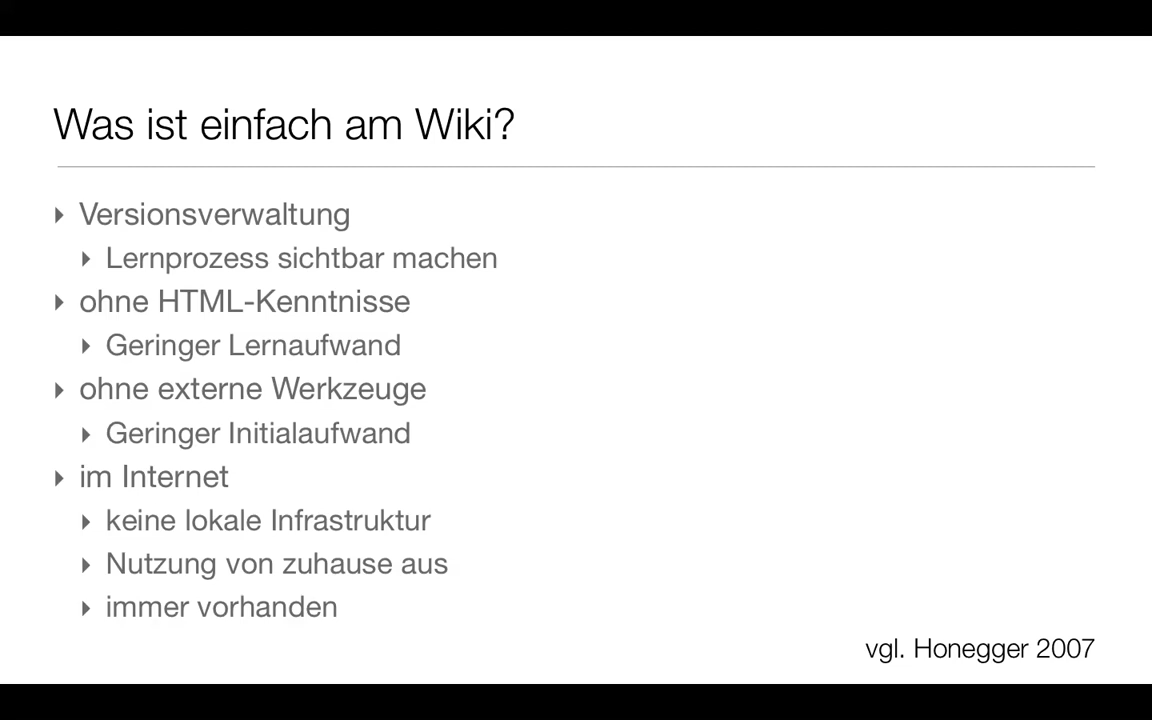 Was ist einfach am Wiki?
Versionsverwaltung
Lernprozess sichtbar machen
ohne HTML-Kenntnisse
Geringer Lernaufwand
ohne externe Werkzeuge
Geringer Initialaufwand
im Internet
keine lokale Infrastruktur
Nutzung von zuhause aus
immer vorhanden
vgl. Honegger 2007